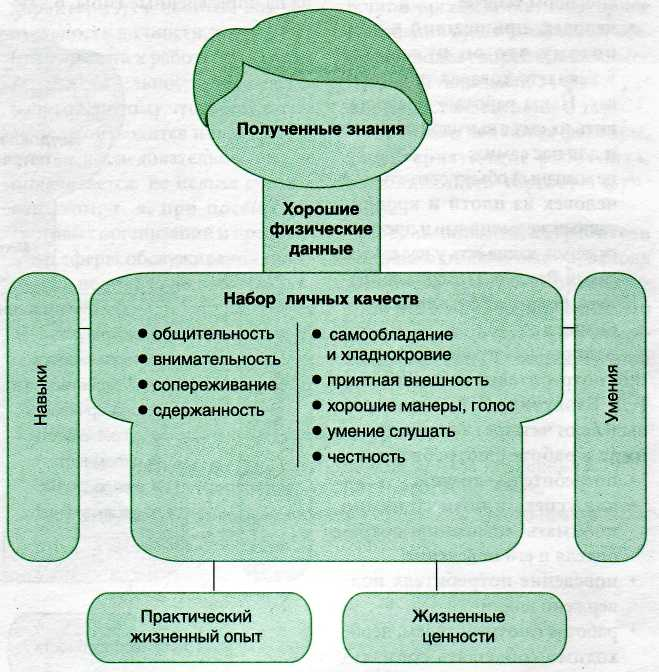 Полученные знания
Хорошие
физические
данные
Набор личных качеств
общительность
внимательность
сопереживание
сдержанность
самообладание
и хладнокровие
приятная внешность
хорошие манеры, голос
умение слушать
честность
Навыки
Умения
Практический
жизненный опыт
Жизненные
ценности